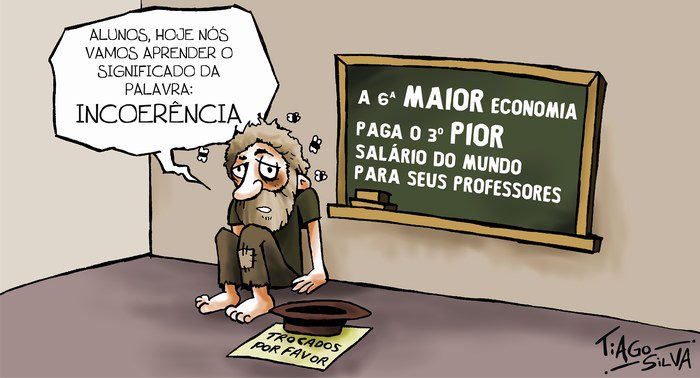 ALUNOS, HOJE NÓS
VAMOS APRENDER O
SIGNIFICADO DA
PALAVRA:
INCOERÊNCIA
A 6ª MAIOR ECONOMIA
PAGA O 3º PIOR
SALÁRIO DO MUNDO
PARA SEUS PROFESSORES
TROCADOS
POR FAVOR
TIAGO
SILVA